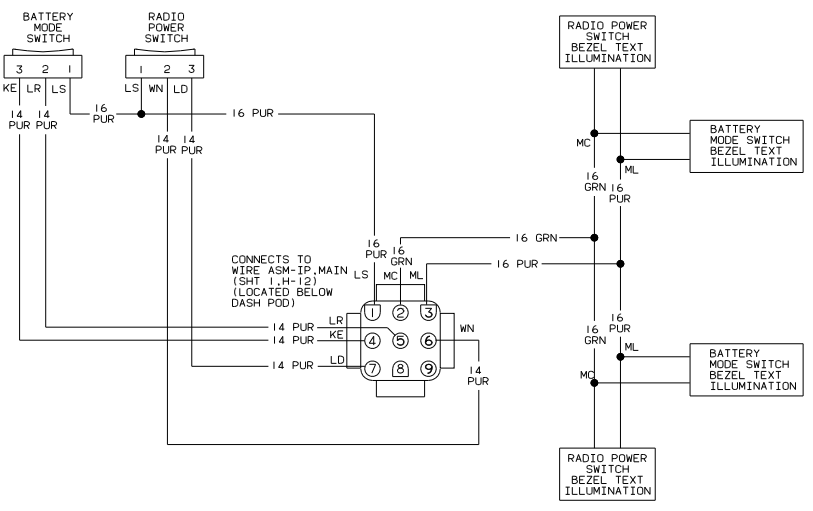 BATTERY
MODE
SWITCH
RADIO
POWER
SWITCH
3 2 1
1 2 3
KE LR LS
LS WN LD
14
PUR
14
PUR
16
PUR
16 PUR
14
PUR
14
PUR
RADIO POWER
SWITCH
BEZEL TEXT
ILLUMINATION
MC
BATTERY
MODE SWITCH
BEZEL TEXT
ILLUMINATION
ML
16
GRN
16
PUR
16 GRN
16 PUR
CONNECTS TO
WIRE ASM-IP,MAIN
(SHT 1,H-12)
(LOCATED BELOW
DASH POD)
16
PUR
16
GRN
LS MC ML
1 2 3
4 5 6
7 8 9
14 PUR LR
14 PUR KE
14 PUR LD
WN
14
PUR
16
GRN
16
PUR
ML
BATTERY
MODE SWITCH
BEZEL TEXT
ILLUMINATION
MC
RADIO POWER
SWITCH
BEZEL TEXT
ILLUMINATION